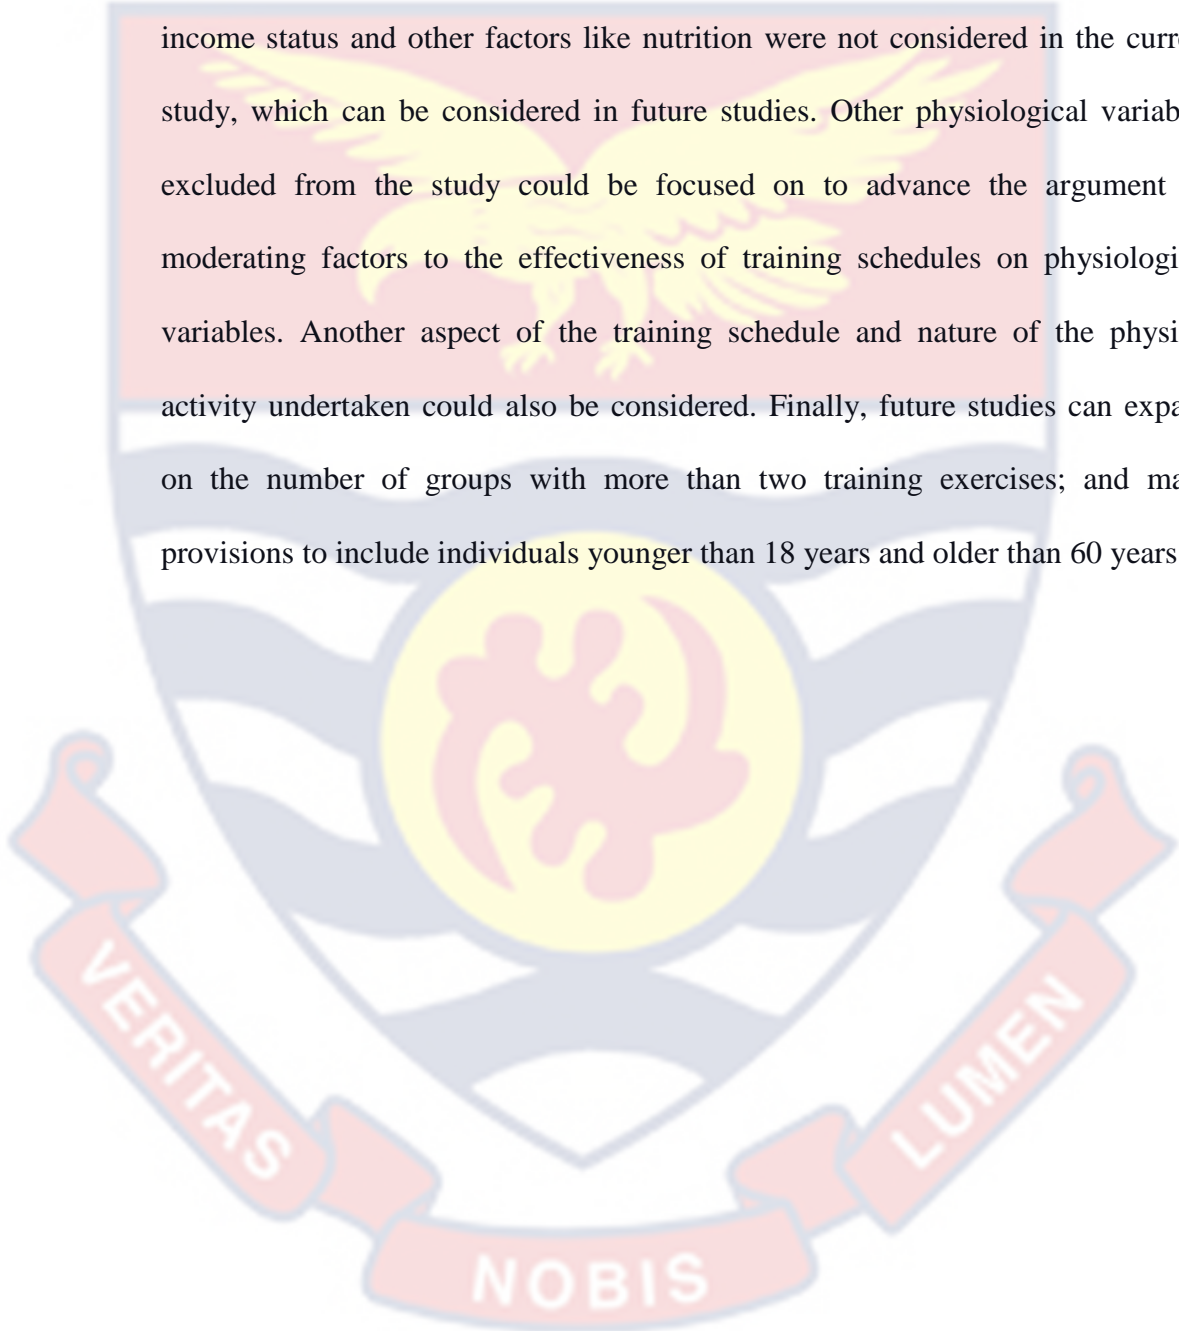 income status and other factors like nutrition were not considered in the curre
study, which can be considered in future studies. Other physiological variab
excluded from the study could be focused on to advance the argument
moderating factors to the effectiveness of training schedules on physiologi
variables. Another aspect of the training schedule and nature of the physi
activity undertaken could also be considered. Finally, future studies can expa
on the number of groups with more than two training exercises; and ma
provisions to include individuals younger than 18 years and older than 60 years
VERITAS
NOBIS
LUMEN